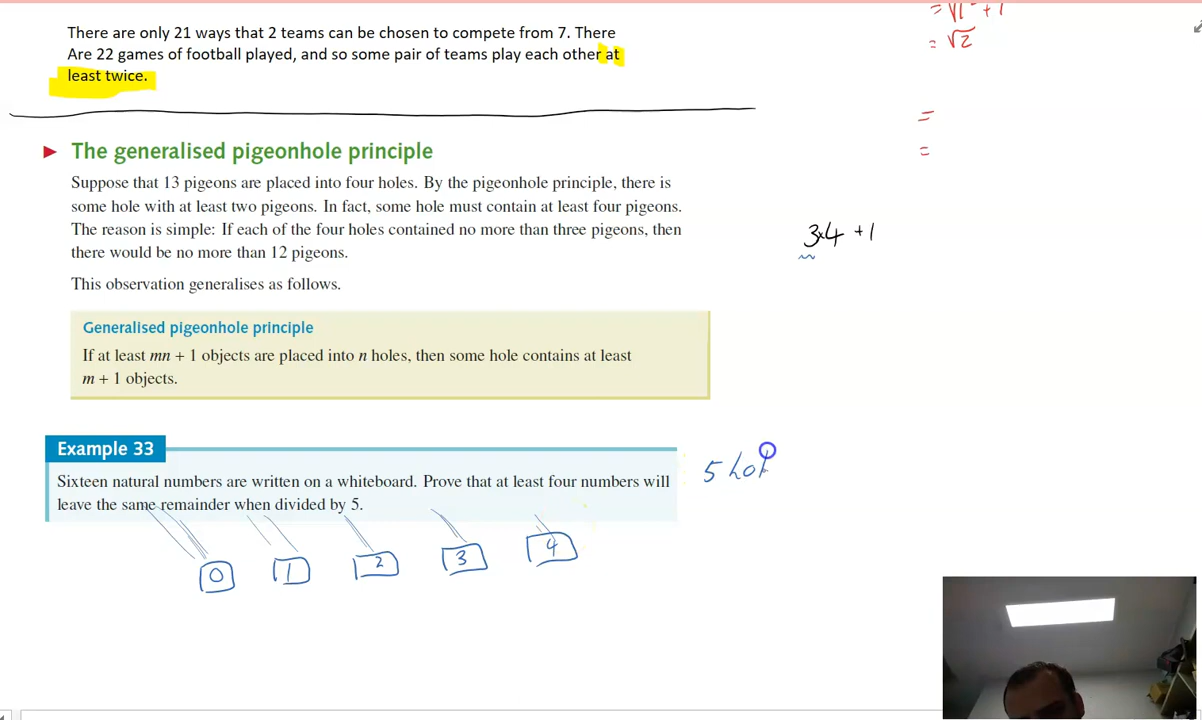 There are only 21 ways that 2 teams can be chosen to compete from 7. There
Are 22 games of football played, and so some pair of teams play each other at
least twice.
= √2
=
=
The generalised pigeonhole principle
Suppose that 13 pigeons are placed into four holes. By the pigeonhole principle, there is
some hole with at least two pigeons. In fact, some hole must contain at least four pigeons.
The reason is simple: If each of the four holes contained no more than three pigeons, then
there would be no more than 12 pigeons.
This observation generalises as follows.
3×4 +1
Generalised pigeonhole principle
If at least mn + 1 objects are placed into n holes, then some hole contains at least
m + 1 objects.
Example 33
Sixteen natural numbers are written on a whiteboard. Prove that at least four numbers will
leave the same remainder when divided by 5.
5 hol
0 1 2 3 4